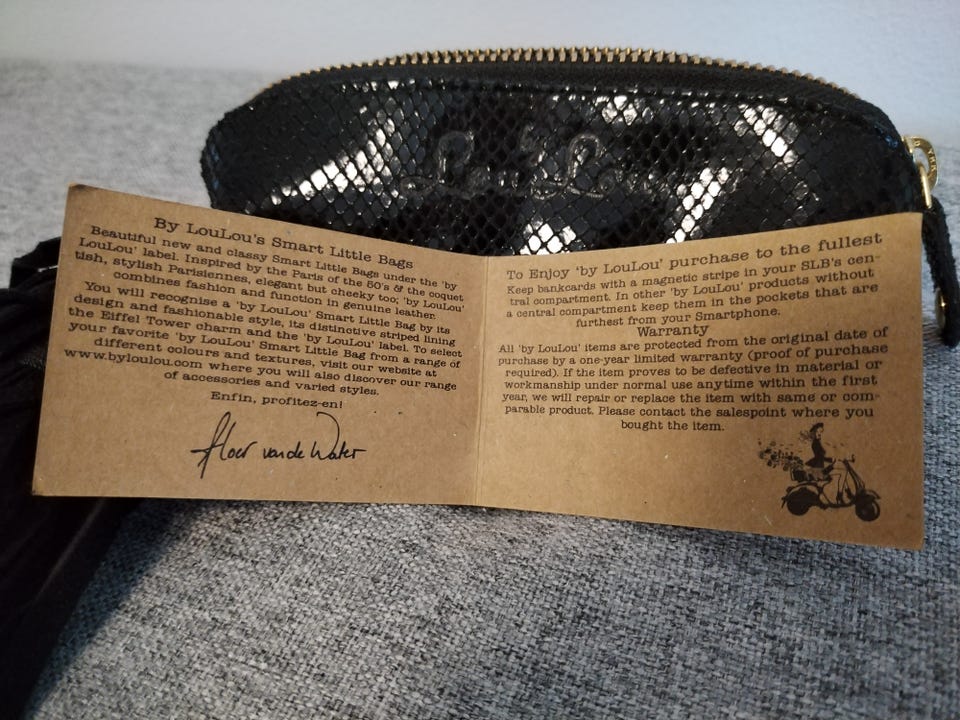 by
LouLou
By LouLou's Smart Little Bags
Beautiful new and classy Smart Little Bags under the 'by
LouLou' label. Inspired by the Paris of the 50's & the coquet
tish, stylish Parisiennes, elegant but cheeky too; 'by LouLou'
combines fashion and function in genuine leather.
You will recognise a 'by LouLou' Smart Little Bag by its
design and fashionable style, its distinctive striped lining
the Eiffel Tower charm and the 'by LouLou' label. To select
your favorite 'by LouLou' Smart Little Bag from a range of
different colours and textures, visit our website at
www.byloulou.com where you will also discover our range
of accessories and varied styles.
Enfin, profitez-en!
Floor van de Water
To Enjoy 'by LouLou' purchase to the fullest
Keep bankcards with a magnetic stripe in your SLB's cen-
tral compartment. In other 'by LouLou' products without
a central compartment keep them in the pockets that are
furthest from your Smartphone.
Warranty
All 'by LouLou' items are protected from the original date of
purchase by a one-year limited warranty (proof of purchase
required). If the item proves to be defective in material or
workmanship under normal use anytime within the first
year, we will repair or replace the item with same or com-
parable product. Please contact the salespoint where you
bought the item.